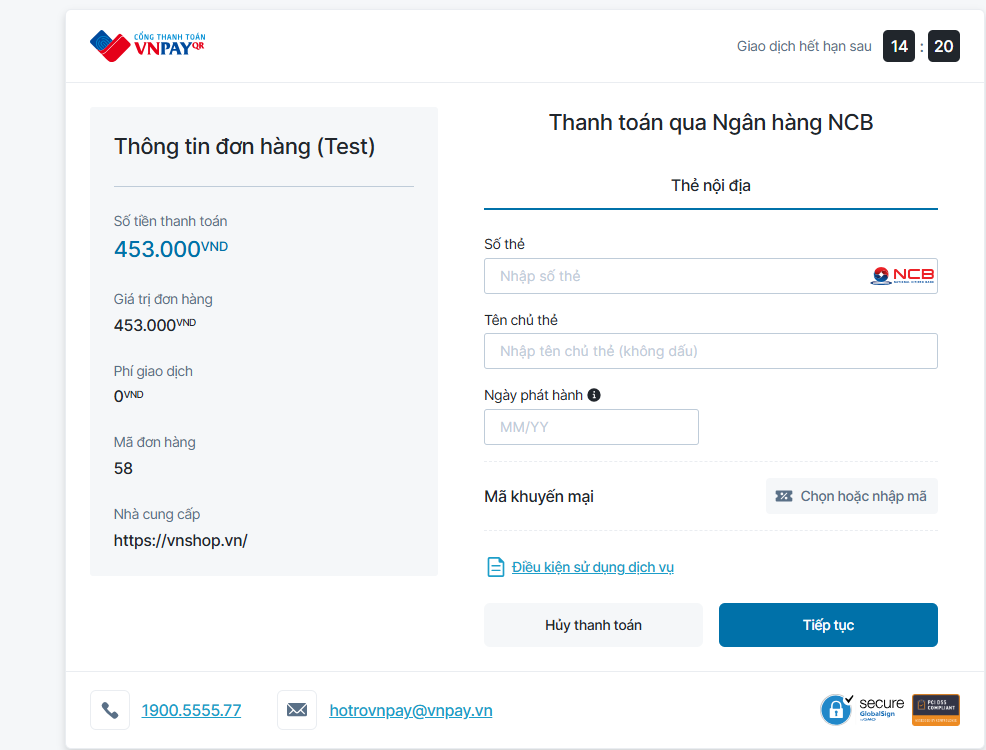 CỔNG THANH TOÁN
VNPAYQR
Giao dịch hết hạn sau 14 : 20
Thông tin đơn hàng (Test)
Số tiền thanh toán
453.000VND
Giá trị đơn hàng
453.000VND
Phí giao dịch
0VND
Mã đơn hàng
58
Nhà cung cấp
https://vnshop.vn/
Thanh toán qua Ngân hàng NCB
Thẻ nội địa
Số thẻ
Nhập số thẻ
NCB
Tên chủ thẻ
Nhập tên chủ thẻ (không dấu)
Ngày phát hành
MM/YY
Mã khuyến mại
Chọn hoặc nhập mã
Điều kiện sử dụng dịch vụ
Hủy thanh toán
Tiếp tục
1900.5555.77
hotrovnpay@vnpay.vn
secure
GlobalSign
PCI DSS
COMPLIANT